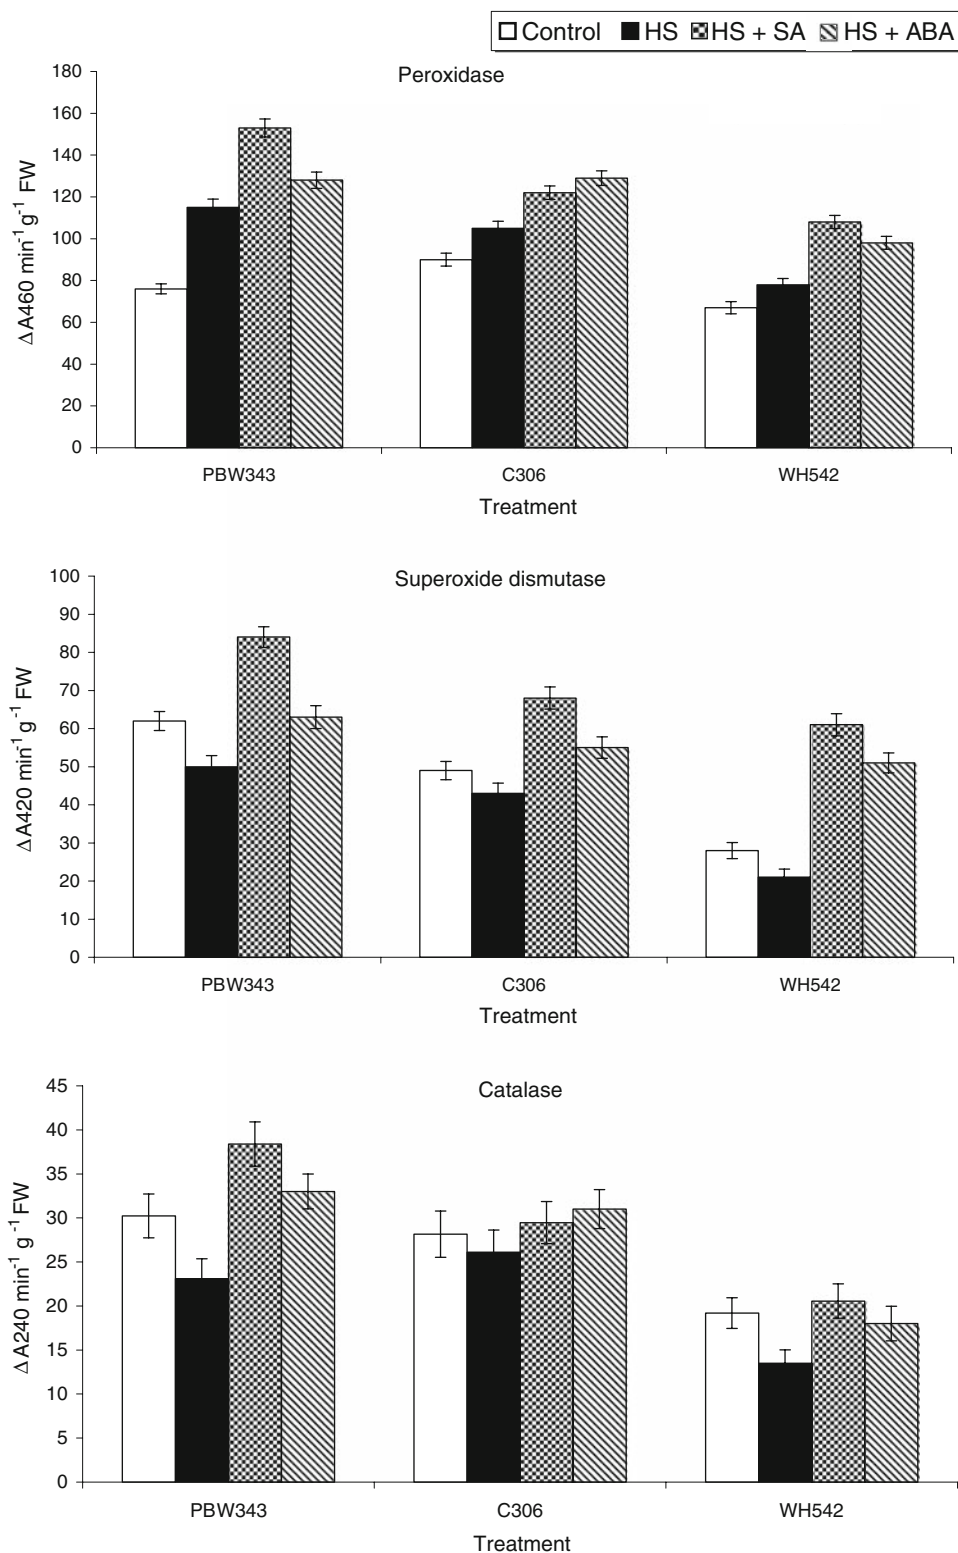 Control HS HS + SA HS + ABA
Peroxidase
180
160
140
120
100
80
60
40
20
0
ΔA460 min⁻¹g⁻¹ FW
PBW343 C306 WH542
Treatment
Superoxide dismutase
100
90
80
70
60
50
40
30
20
10
0
ΔA420 min⁻¹ g⁻¹ FW
PBW343 C306 WH542
Treatment
Catalase
45
40
35
30
25
20
15
10
5
0
ΔA240 min⁻¹ g⁻¹ FW
PBW343 C306 WH542
Treatment